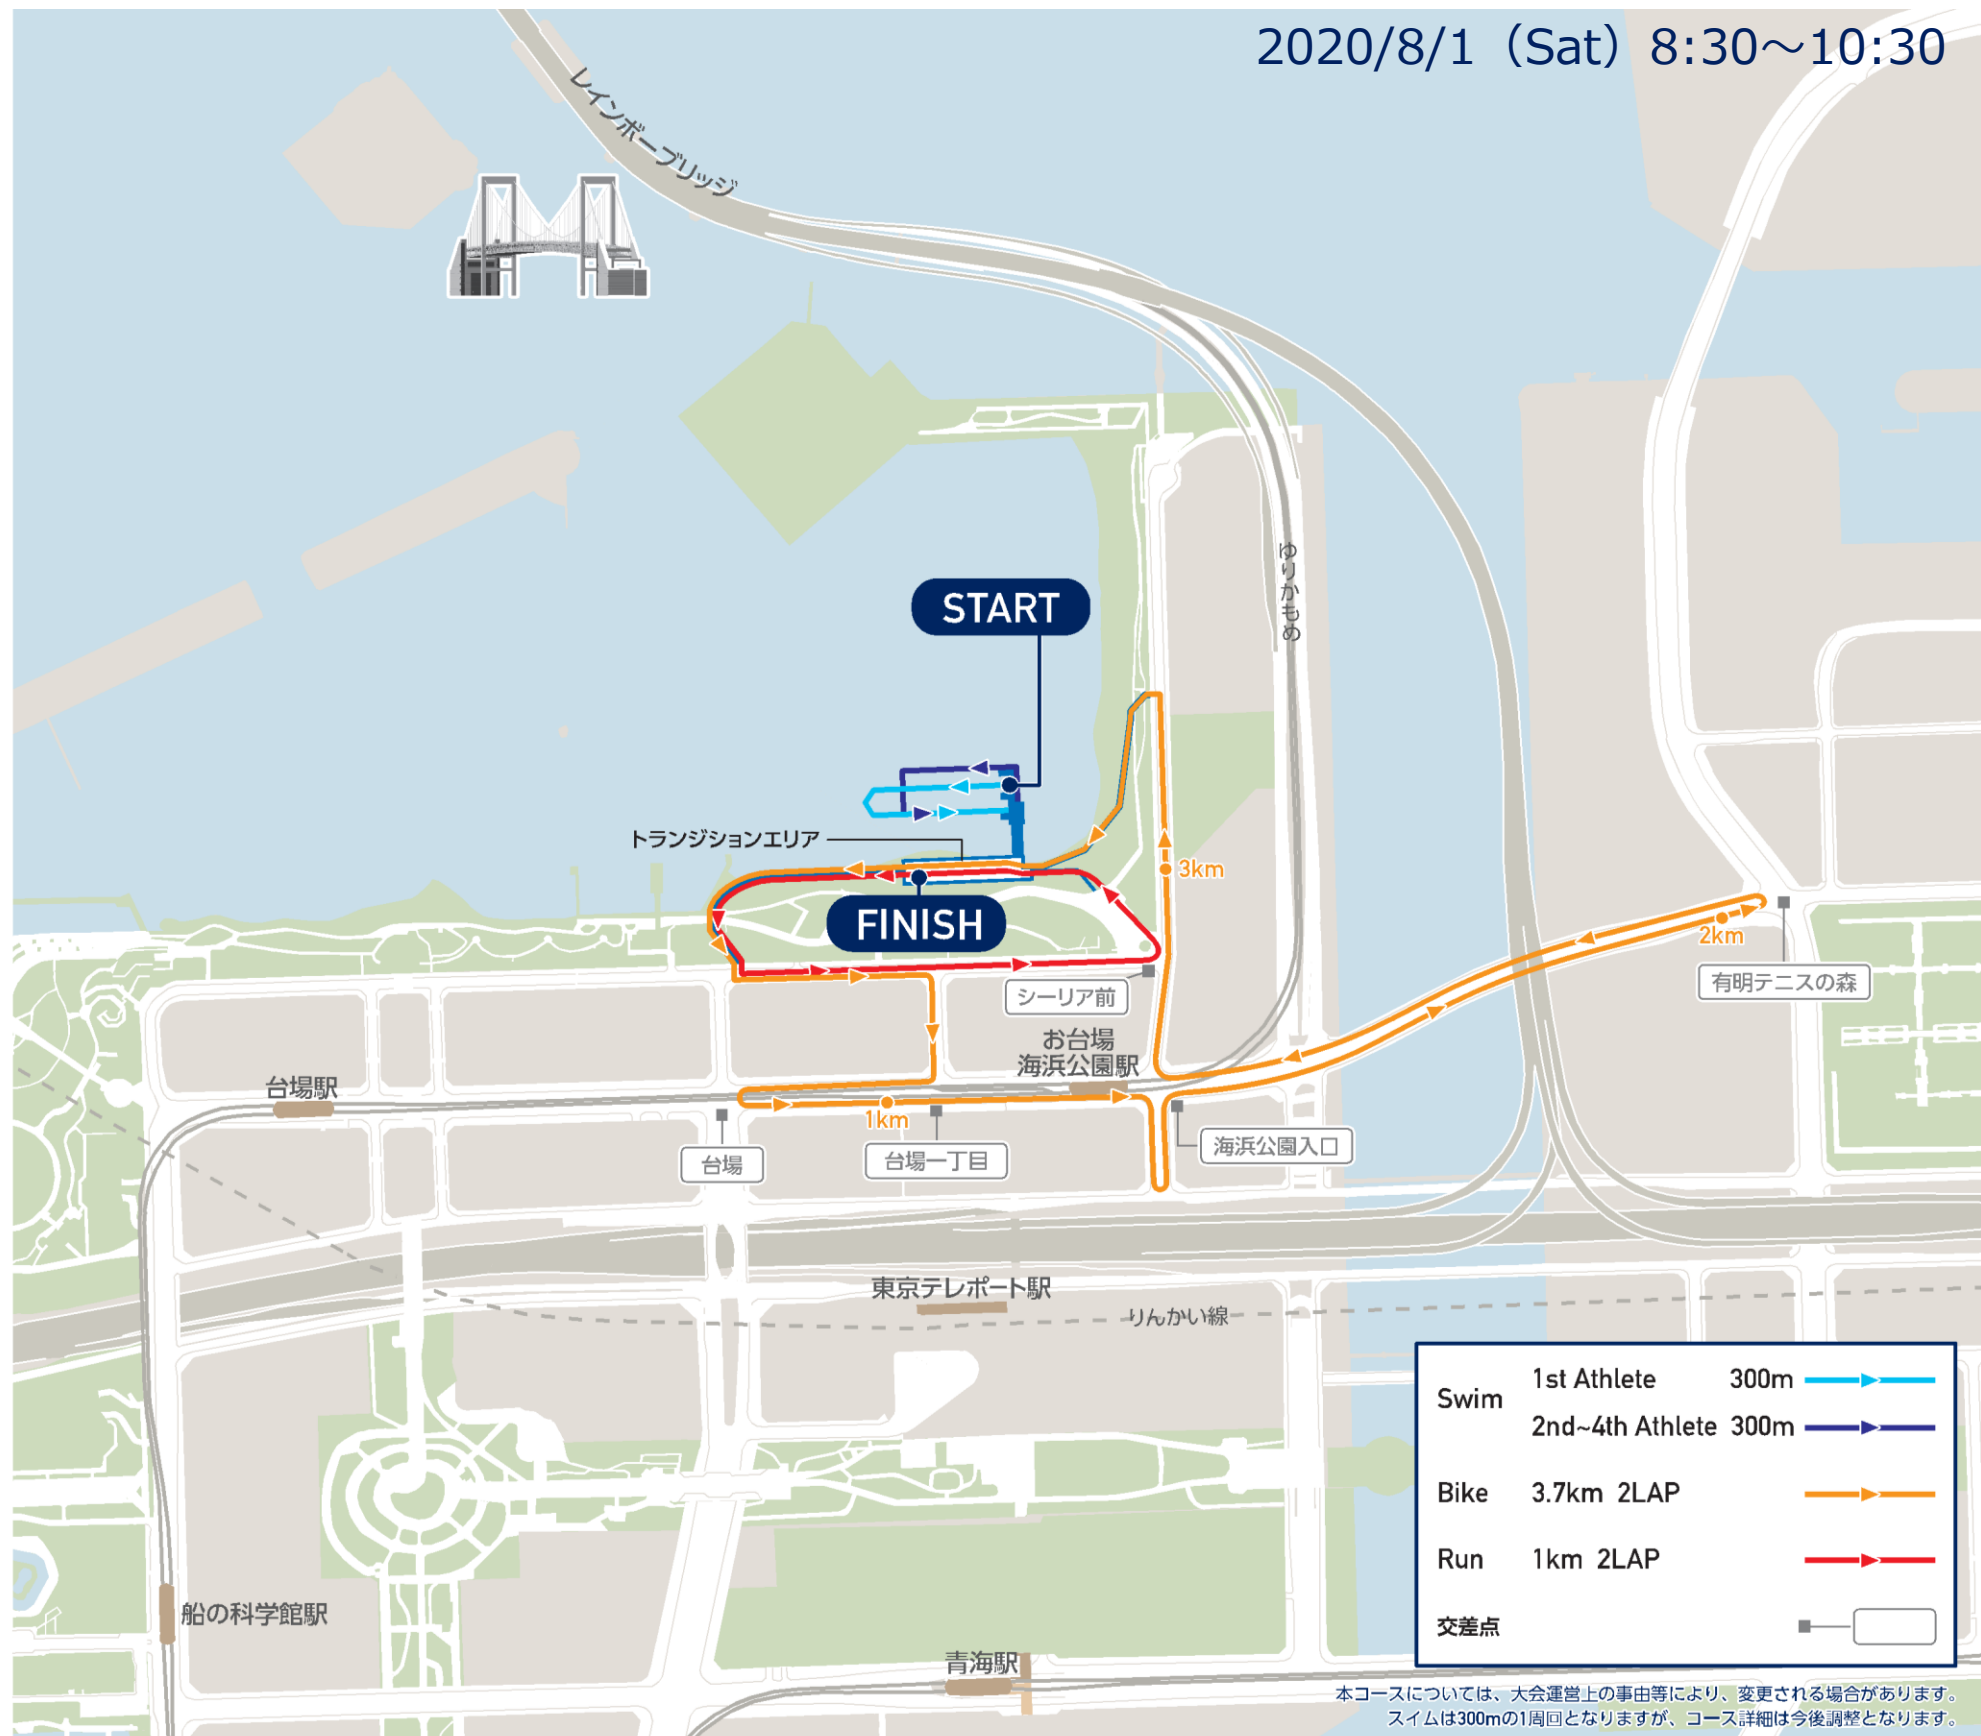 2020/8/1（Sat）8:30～10:30
レインボーブリッジ
ゆりかもめ
START
トランジションエリア
3km
FINISH
2km
有明テニスの森
シーリア前
お台場
海浜公園駅
台場駅
1km
台場
台場一丁目
海浜公園入口
東京テレポート駅
りんかい線
Swim 1st Athlete 300m
2nd~4th Athlete 300m
Bike 3.7km 2LAP
Run 1km 2LAP
交差点
船の科学館駅
青海駅
本コースについては、大会運営上の事由等により、変更される場合があります。
スイムは300mの1周回となりますが、コース詳細は今後調整となります。